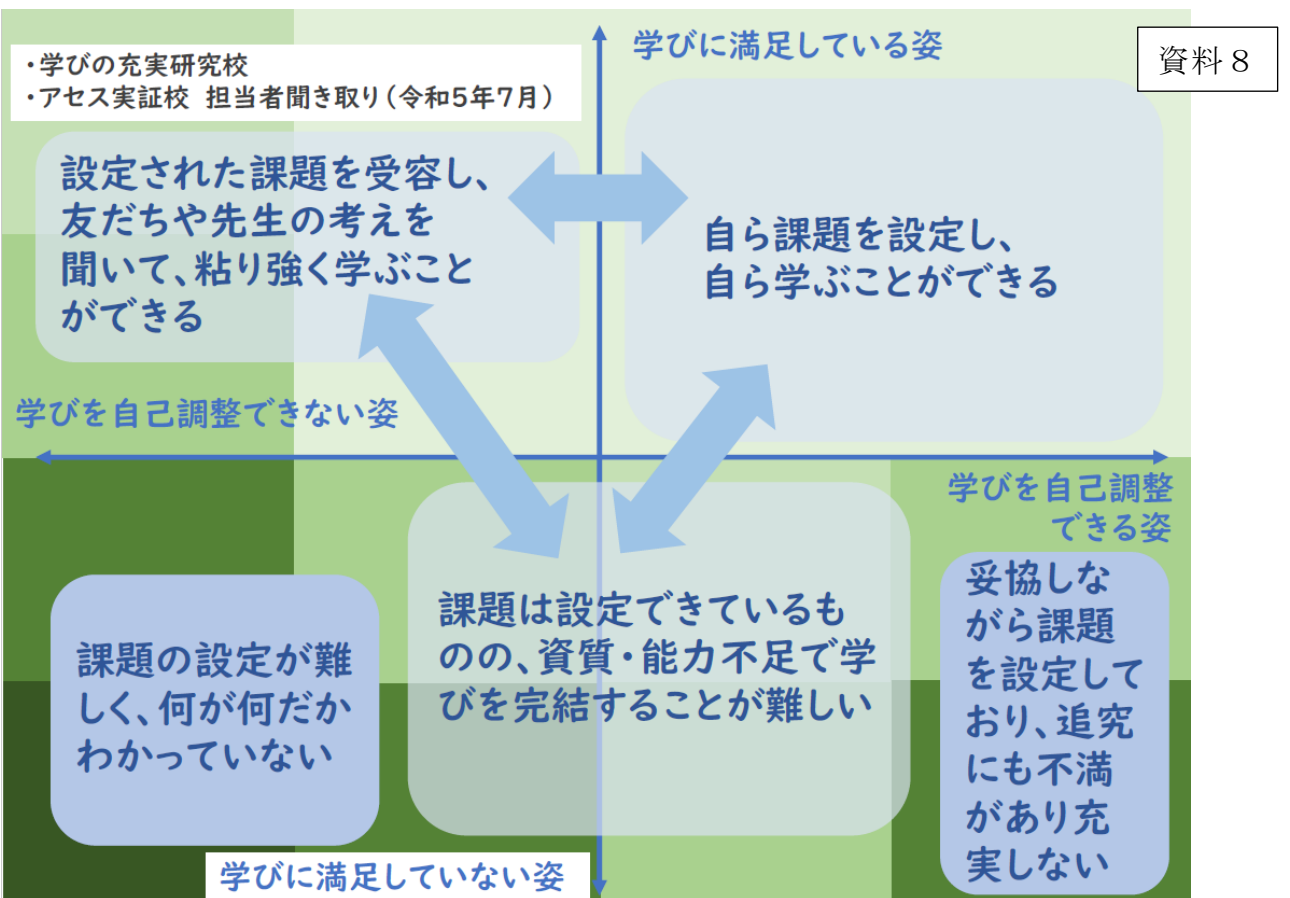 資料8
・学びの充実研究校
・アセス実証校 担当者聞き取り(令和5年7月)
学びに満足している姿
設定された課題を受容し、
友だちや先生の考えを
聞いて、粘り強く学ぶこと
ができる
自ら課題を設定し、
自ら学ぶことができる
学びを自己調整できない姿
学びを自己調整
できる姿
課題の設定が難
しく、何が何だか
わかっていない
課題は設定できているも
のの、資質・能力不足で学
びを完結することが難しい
妥協しな
がら課題
を設定して
おり、追究
にも不満
があり充
実しない
学びに満足していない姿